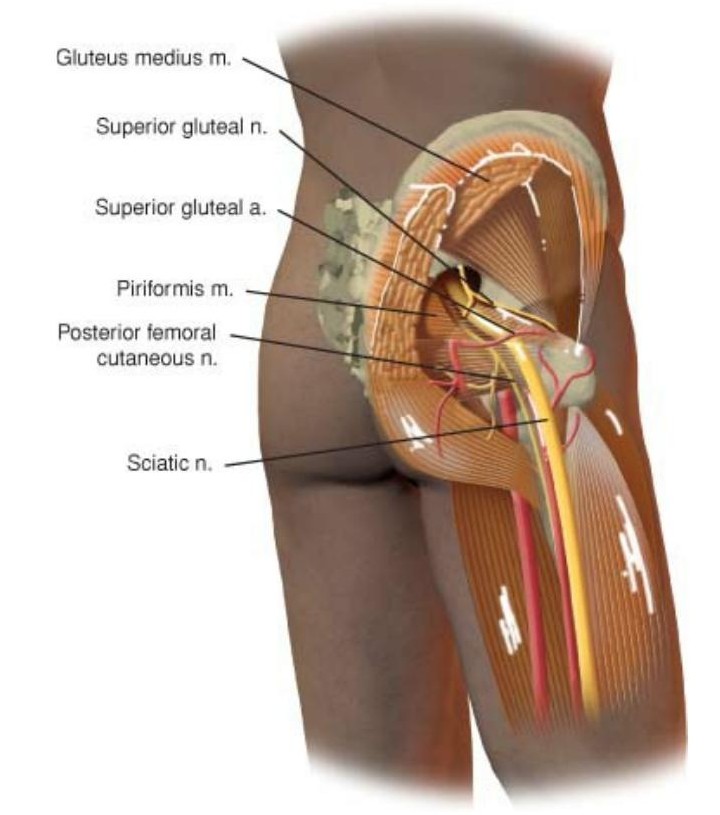 Gluteus medius m.
Superior gluteal n.
Superior gluteal a.
Piriformis m.
Posterior femoral
cutaneous n.
Sciatic n.